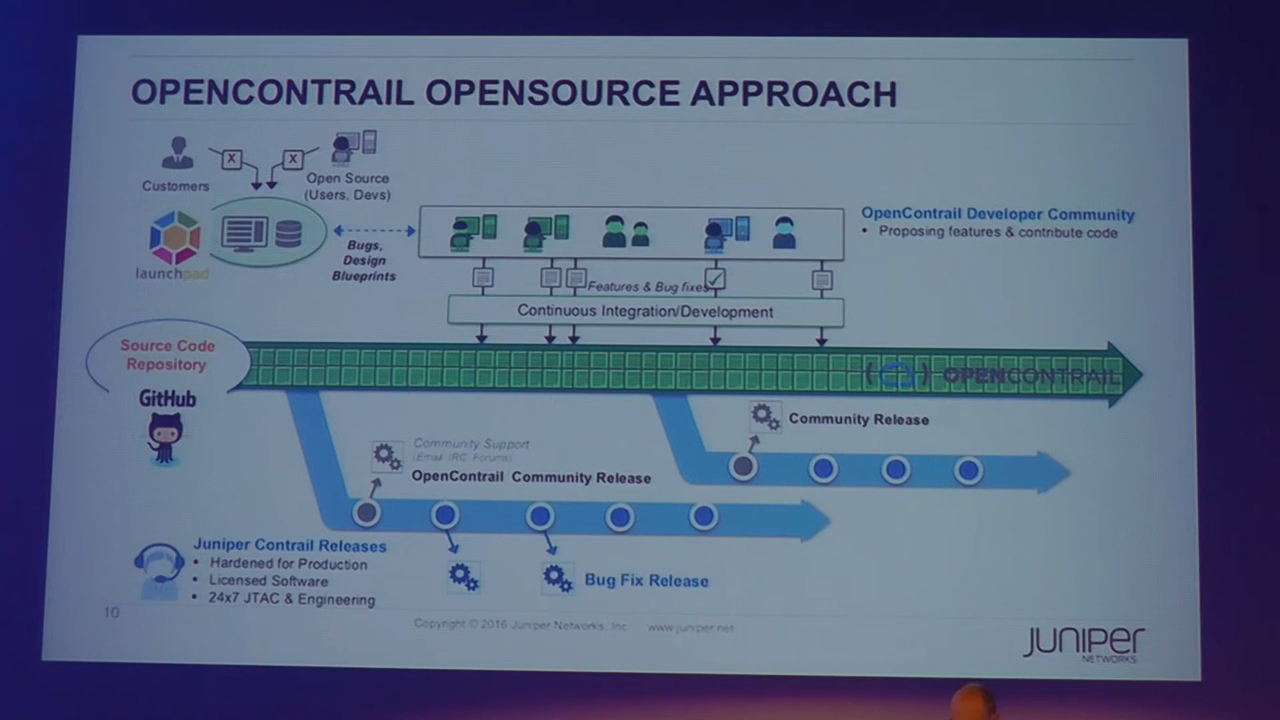 OPENCONTRAIL OPENSOURCE APPROACH
Customers
X
X
Open Source
(Users, Devs)
launchpad
Bugs,
Design
Blueprints
OpenContrail Developer Community
• Proposing features & contribute code
Features & Bug fixes
Continuous Integration/Development
Source Code
Repository
GitHub
OPENCONTRAIL
Community Release
Community Support
(Email, IRC, Forums)
OpenContrail Community Release
Juniper Contrail Releases
• Hardened for Production
• Licensed Software
• 24x7 JTAC & Engineering
Bug Fix Release
10
Copyright © 2016 Juniper Networks, Inc. www.juniper.net
JUNIPER
NETWORKS